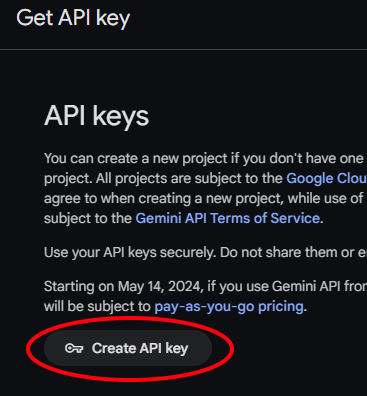 Get API key
API keys
You can create a new project if you don't have one
project. All projects are subject to the Google Clou
agree to when creating a new project, while use of
subject to the Gemini API Terms of Service.
Use your API keys securely. Do not share them or e
Starting on May 14, 2024, if you use Gemini API from
will be subject to pay-as-you-go pricing.
Create API key